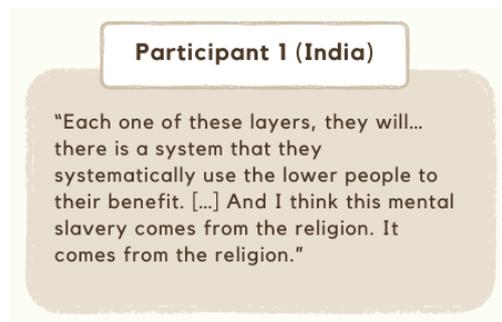 Participant 1 (India)
“Each one of these layers, they will...
there is a system that they
systematically use the lower people to
their benefit. [...] And I think this mental
slavery comes from the religion. It
comes from the religion.”